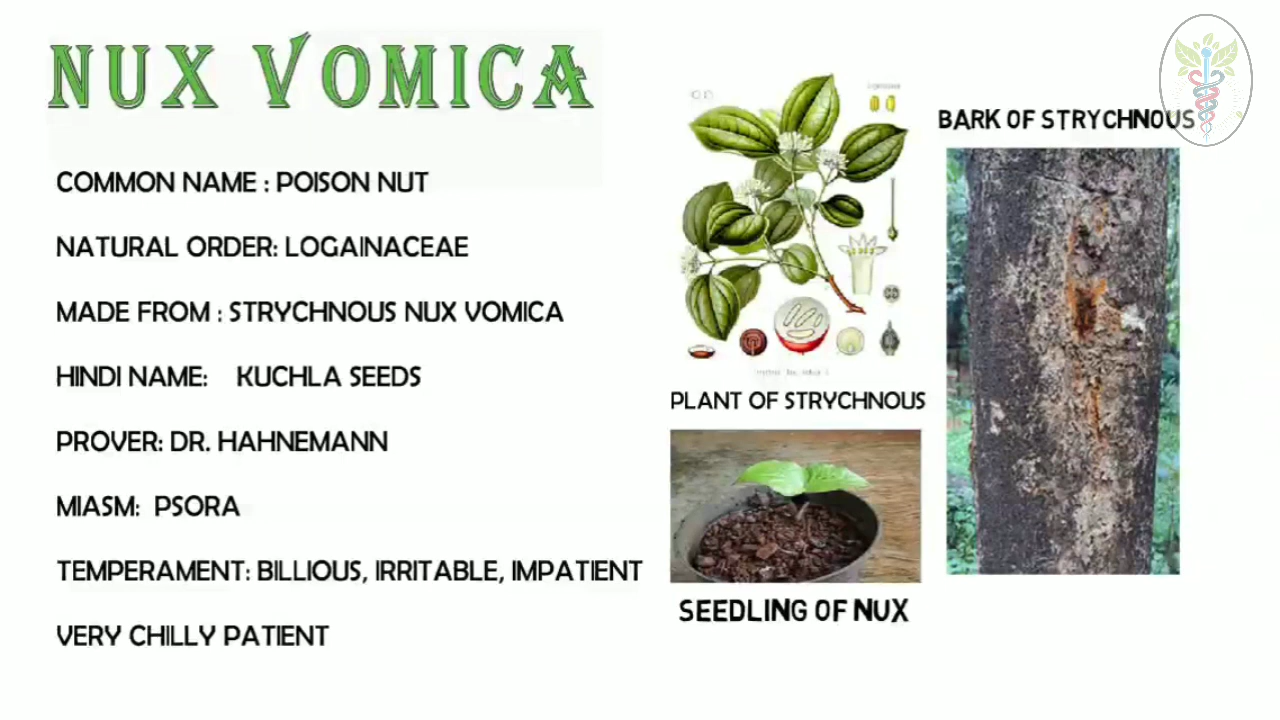 NUX VOMICA
COMMON NAME : POISON NUT
NATURAL ORDER: LOGAINACEAE
MADE FROM : STRYCHNOUS NUX VOMICA
HINDI NAME: KUCHLA SEEDS
PROVER: DR. HAHNEMANN
MIASM: PSORA
TEMPERAMENT: BILLIOUS, IRRITABLE, IMPATIENT
VERY CHILLY PATIENT
PLANT OF STRYCHNOUS
SEEDLING OF NUX
BARK OF STRYCHNOUS